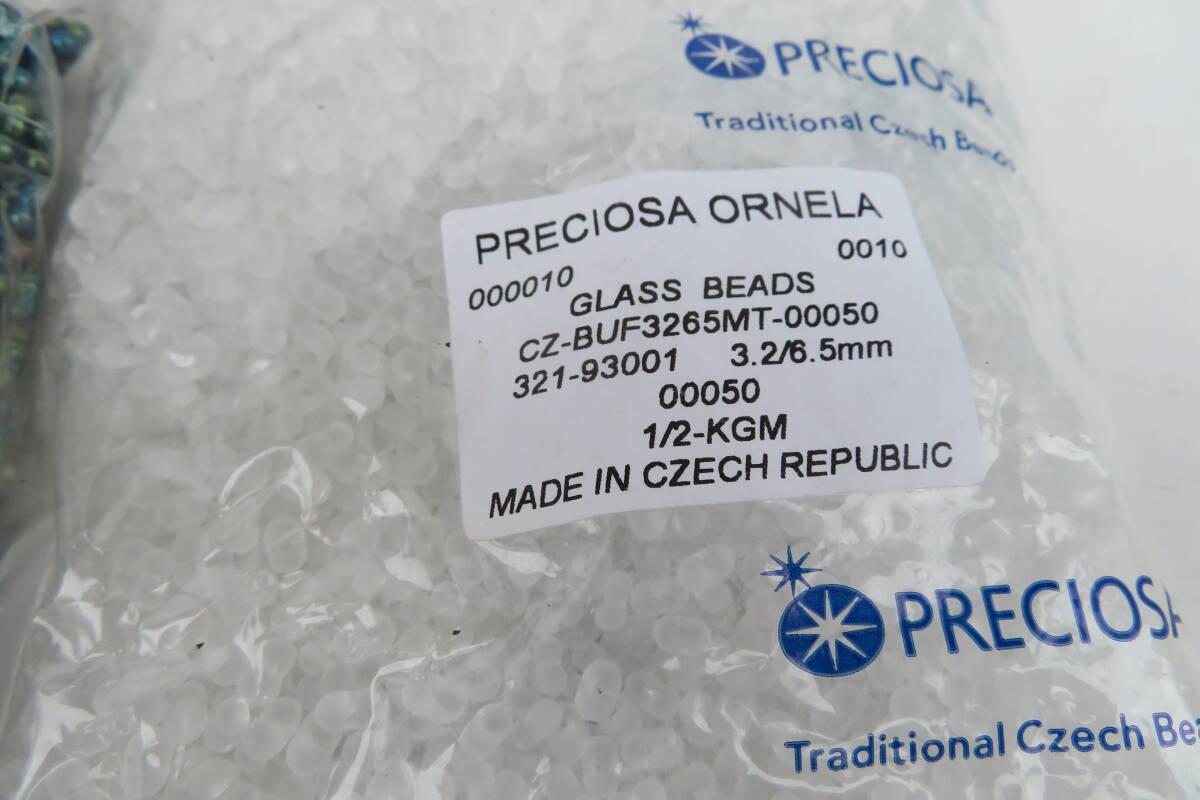 PRECIOSA
Traditional Czech Beads
PRECIOSA ORNELA
000010 0010
GLASS BEADS
CZ-BUF3265MT-00050
321-93001 3.2/6.5mm
00050
1/2-KGM
MADE IN CZECH REPUBLIC
PRECIOSA
Traditional Czech Bea